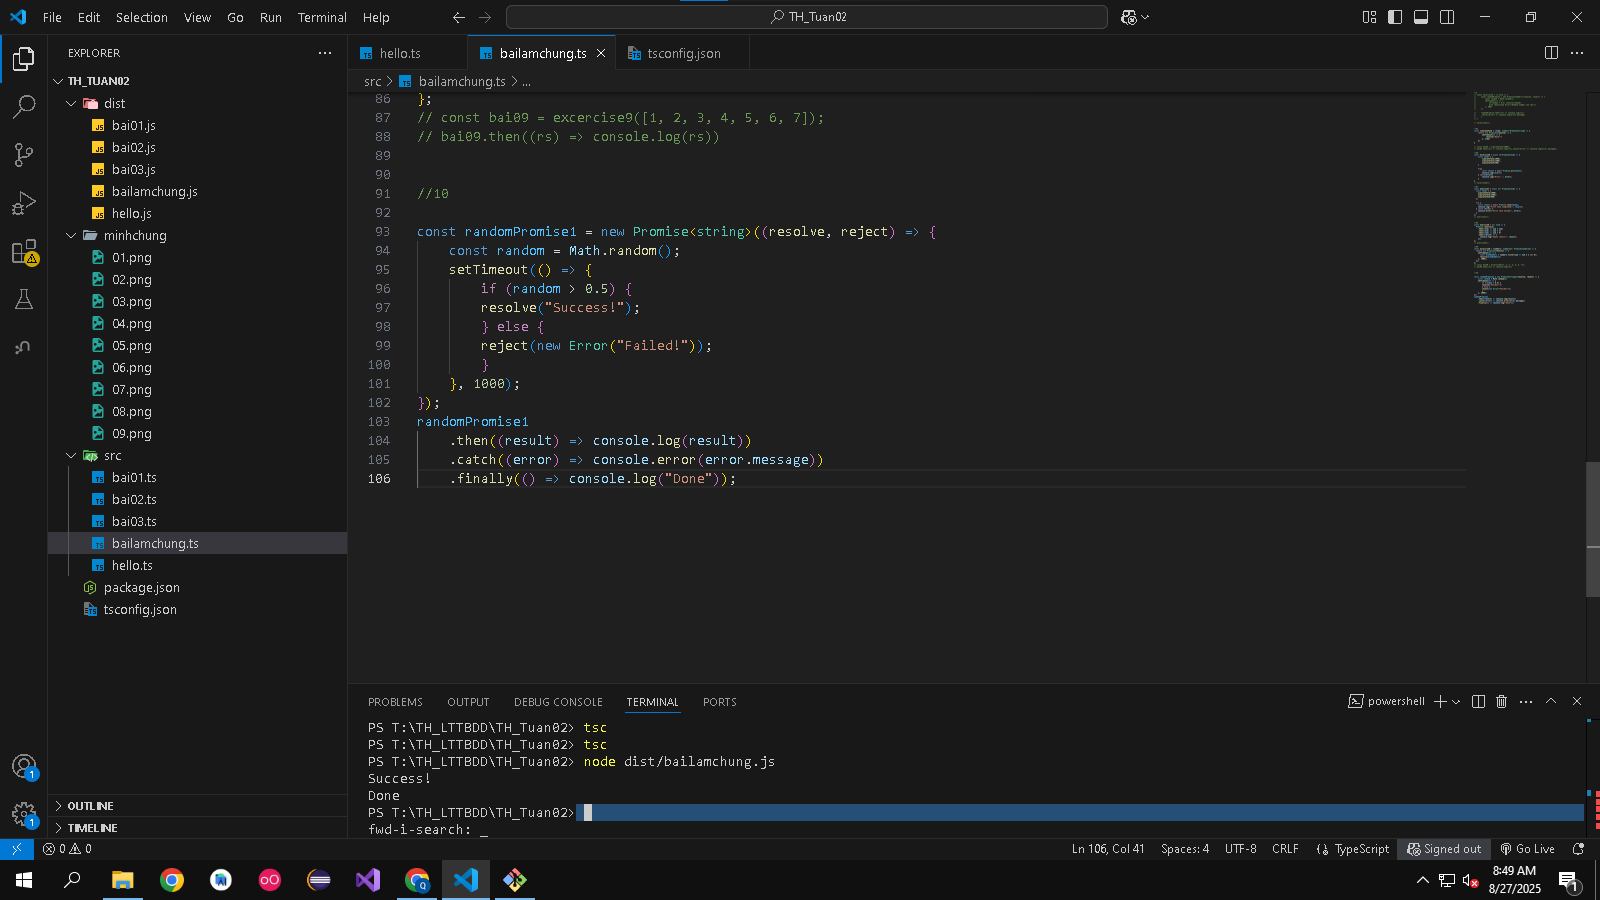 File Edit Selection View Go Run Terminal Help
TH_Tuan02
EXPLORER
hello.ts
bailamchung.ts
tsconfig.json
TH_TUAN02
src > bailamchung.ts > ...
dist
bai01.js
bai02.js
bai03.js
bailamchung.js
hello.js
minhchung
01.png
02.png
03.png
04.png
05.png
06.png
07.png
08.png
09.png
src
bai01.ts
bai02.ts
bai03.ts
bailamchung.ts
hello.ts
package.json
tsconfig.json
OUTLINE
TIMELINE
86 };
87 // const bai09 = excercise9([1, 2, 3, 4, 5, 6, 7]);
88 // bai09.then((rs) => console.log(rs))
89
90
91 //10
92
93 const randomPromise1 = new Promise<string>((resolve, reject) => {
94 const random = Math.random();
95 setTimeout(() => {
96 if (random > 0.5) {
97 resolve("Success!");
98 } else {
99 reject(new Error("Failed!"));
100 }
101 }, 1000);
102 });
103 randomPromise1
104 .then((result) => console.log(result))
105 .catch((error) => console.error(error.message))
106 .finally(() => console.log("Done"));
PROBLEMS OUTPUT DEBUG CONSOLE TERMINAL PORTS
powershell
PS T:\TH_LTTBDD\TH_Tuan02> tsc
PS T:\TH_LTTBDD\TH_Tuan02> tsc
PS T:\TH_LTTBDD\TH_Tuan02> node dist/bailamchung.js
Success!
Done
PS T:\TH_LTTBDD\TH_Tuan02>
fwd-i-search: _
0 0
Ln 106, Col 41 Spaces: 4 UTF-8 CRLF {} TypeScript Signed out Go Live
8:49 AM
8/27/2025
1